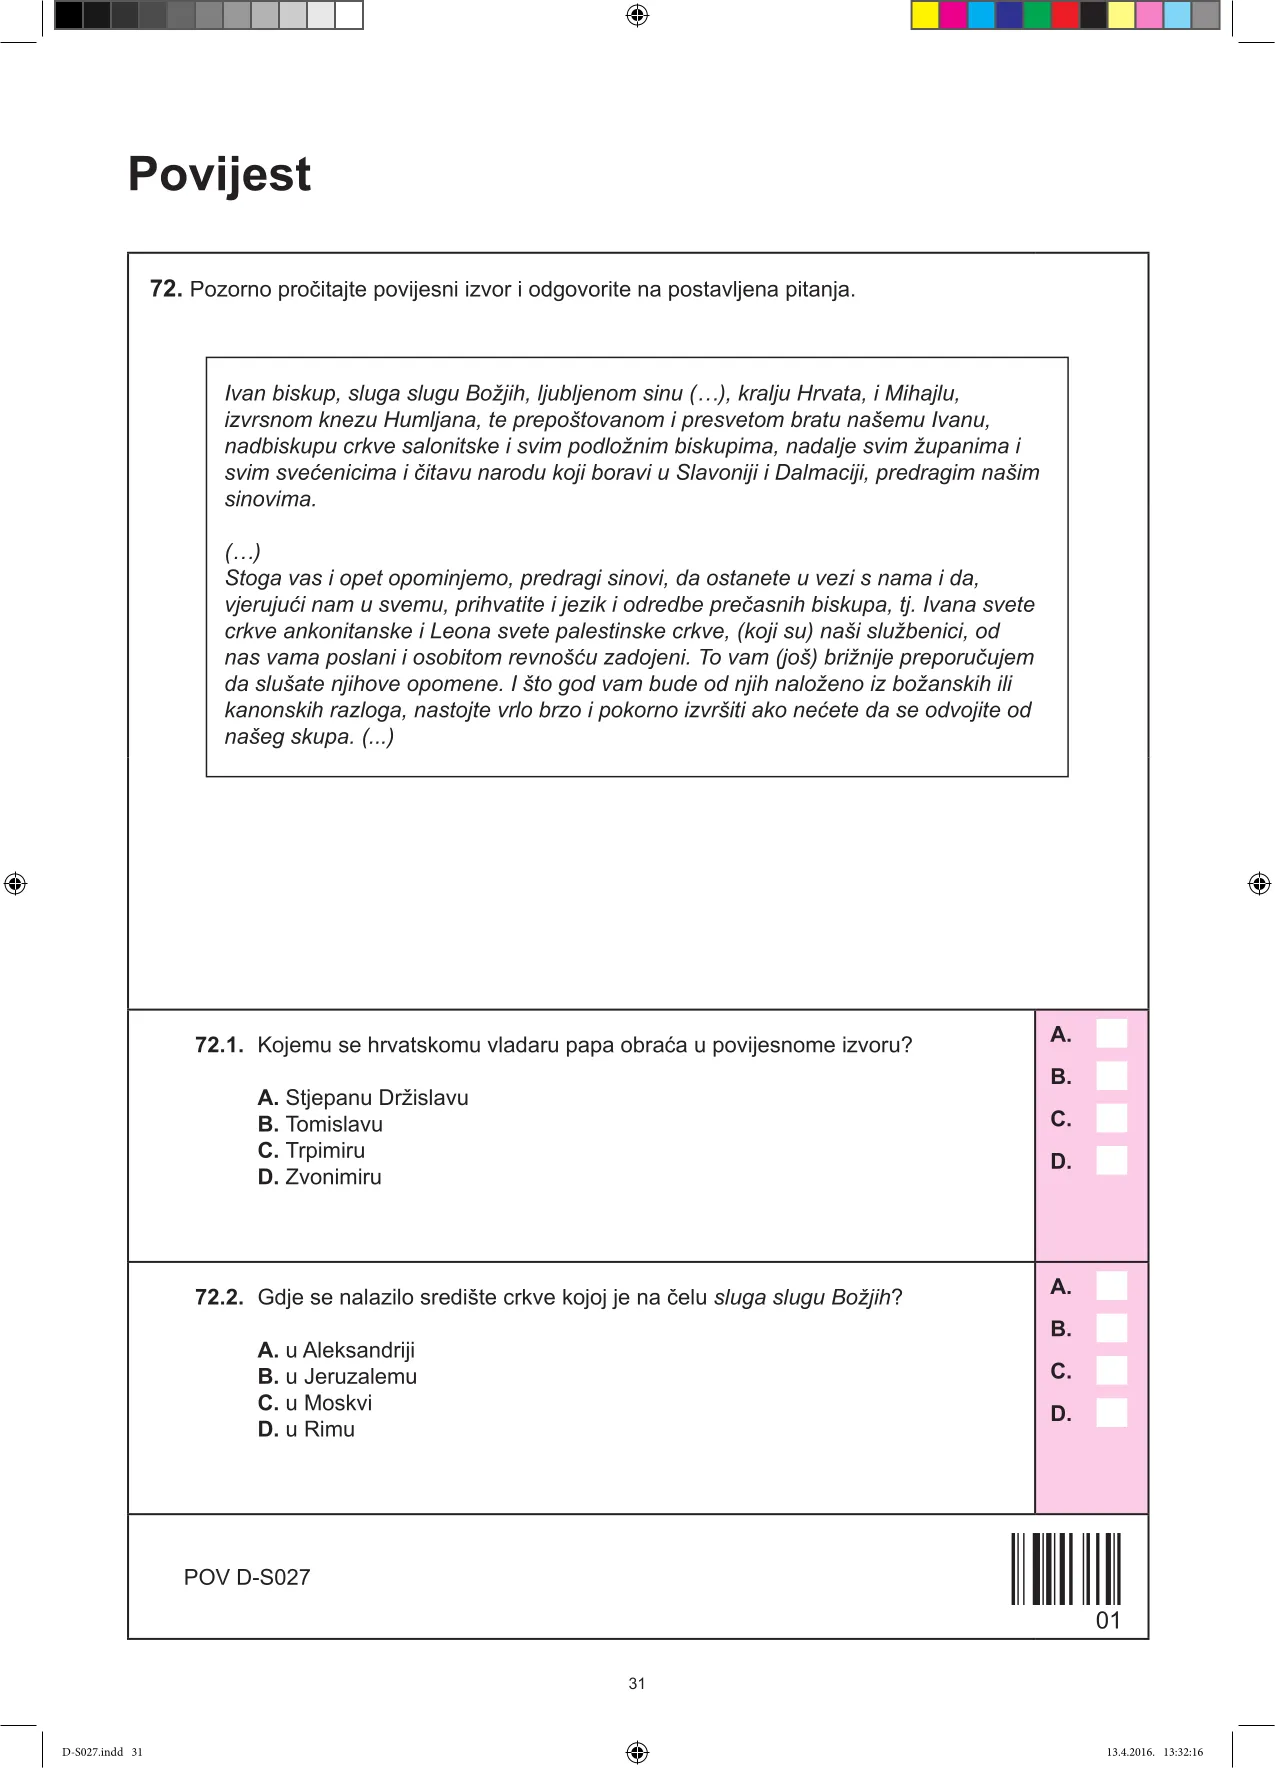 Povijest
72. Pozorno pročitajte povijesni izvor i odgovorite na postavljena pitanja.
Ivan biskup, sluga slugu Božjih, ljubljenom sinu (…), kralju Hrvata, i Mihajlu,
izvrsnom knezu Humljana, te prepoštovanom i presvetom bratu našemu Ivanu,
nadbiskupu crkve salonitske i svim podložnim biskupima, nadalje svim županima i
svim svećenicima i čitavu narodu koji boravi u Slavoniji i Dalmaciji, predragim našim
sinovima.
(…)
Stoga vas i opet opominjemo, predragi sinovi, da ostanete u vezi s nama i da,
vjerujući nam u svemu, prihvatite i jezik i odredbe prečasnih biskupa, tj. Ivana svete
crkve ankonitanske i Leona svete palestinske crkve, (koji su) naši službenici, od
nas vama poslani i osobitom revnošću zadojeni. To vam (još) brižnije preporučujem
da slušate njihove opomene. I što god vam bude od njih naloženo iz božanskih ili
kanonskih razloga, nastojte vrlo brzo i pokorno izvršiti ako nećete da se odvojite od
našeg skupa. (...)
72.1. Kojemu se hrvatskomu vladaru papa obraća u povijesnome izvoru?
A. Stjepanu Držislavu
B. Tomislavu
C. Trpimiru
D. Zvonimiru
A.
B.
C.
D.
72.2. Gdje se nalazilo središte crkve kojoj je na čelu sluga slugu Božjih?
A. u Aleksandriji
B. u Jeruzalemu
C. u Moskvi
D. u Rimu
A.
B.
C.
D.
POV D-S027
01
31
D-S027.indd 31
13.4.2016. 13:32:16